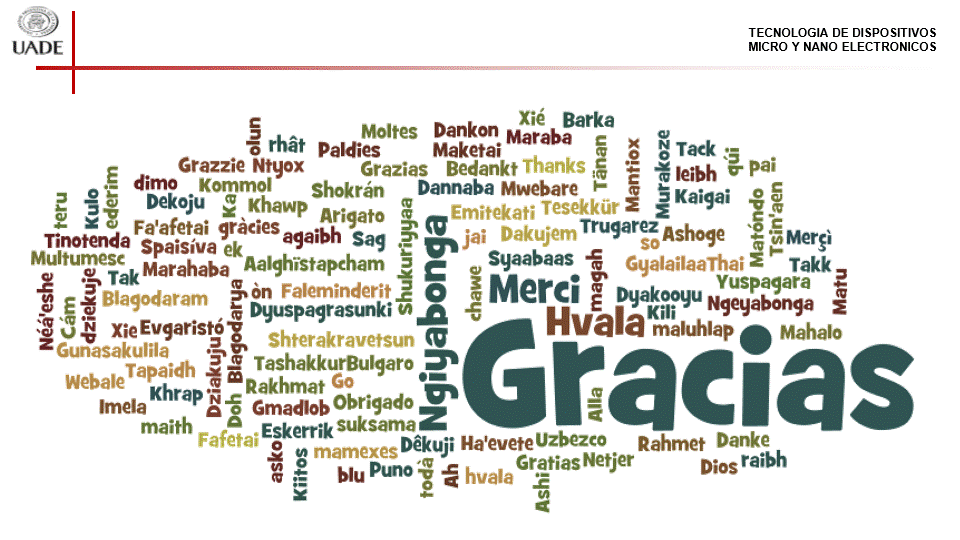 UADE
TECNOLOGIA DE DISPOSITIVOS
MICRO Y NANO ELECTRONICOS
Xié
Barka
olun
rhât
Moltes
Dankon
Maraba
Paldies
Maketai
Tänan
Mantiox
Murakoze
Tack
qúi
pai
Grazzie
Ntyox
Grazias
Bedankt
Thanks
leibh
teru
Kulo
ederim
dimo
Kommol
Shokrán
Dannaba
Mwebare
Kaigai
Dekoju
Ka
Khawp
Arigato
Shukuriyyaa
Emitekati
Tesekkür
Matóndo
Tsin'aen
Fa'afetai
gràcies
agaibh
Sag
Ngiyabonga
jai
Dakujem
Trugarez
so
Ashoge
Merçì
Tinotenda
Spaisíva
ek
Multumesc
Marahaba
Aalghïstapcham
Syaabaas
magah
GyalailaaThai
Takk
Néá'eshe
Cám
dziekuje
Tak
Blagodaram
Blagodarya
òn
Faleminderit
chawe
Merci
Dyakooyu
Yuspagara
Ngeyabonga
Matu
Dyuspagrasunki
Kili
Xie
Evgaristó
Hvala
maluhlap
Mahalo
Gunasakulila
Dziakuju
Shterakravetsun
Gracias
Tapaidh
TashakkurBulgaro
Webale
Khrap
Rakhmat
Go
Imela
Doh
Gmadlob
Obrigado
Alla
maith
Fafetai
Eskerrik
suksama
Dêkuji
Ha'evete
Uzbezco
Rahmet
Danke
asko
Kiitos
mamexes
blu
Puno
todá
Ah
hvala
Gratias
Netjer
Ashi
Dios
raibh